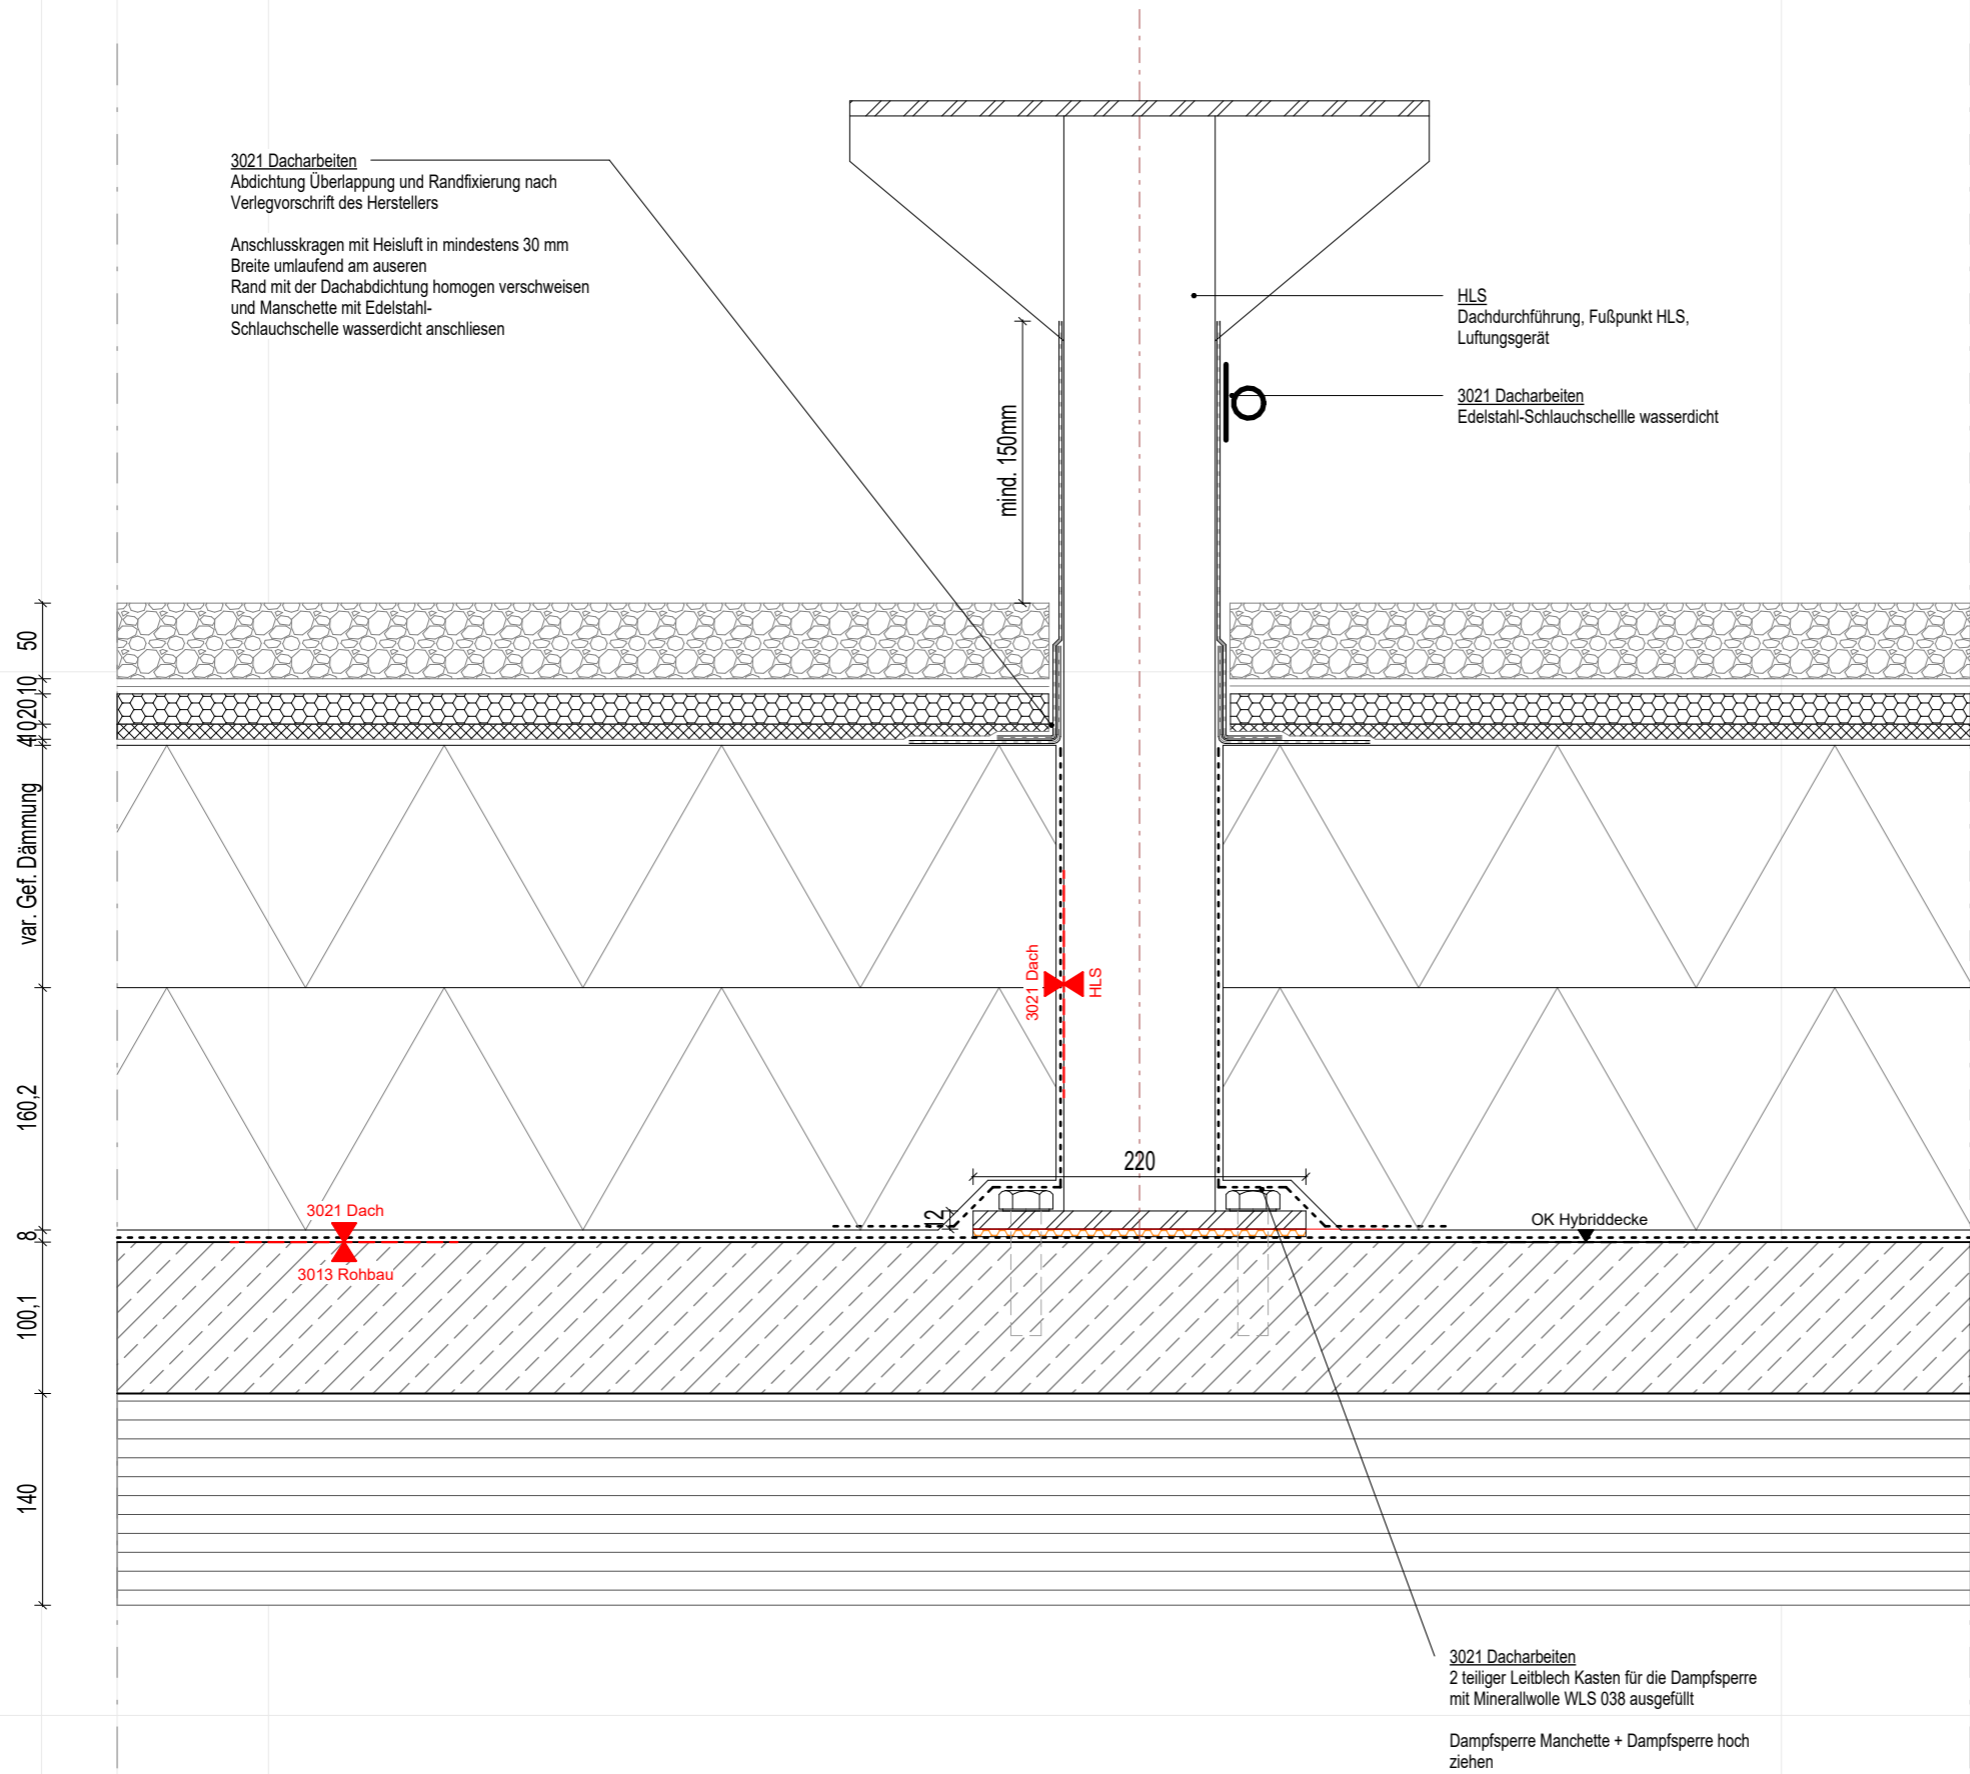 3021 Dacharbeiten
Abdichtung Überlappung und Randfixierung nach
Verlegvorschrift des Herstellers
Anschlusskragen mit Heisluft in mindestens 30 mm
Breite umlaufend am auseren
Rand mit der Dachabdichtung homogen verschweisen
und Manschette mit Edelstahl-
Schlauchschelle wasserdicht anschliesen
HLS
Dachdurchführung, Fußpunkt HLS,
Luftungsgerät
3021 Dacharbeiten
Edelstahl-Schlauchschellle wasserdicht
mind. 150mm
50
10
20
10
4
var. Gef. Dämmung
160,2
8
100,1
140
3021 Dach
HLS
220
12
3021 Dach
3013 Rohbau
OK Hybriddecke
3021 Dacharbeiten
2 teiliger Leitblech Kasten für die Dampfsperre
mit Minerallwolle WLS 038 ausgefüllt
Dampfsperre Manchette + Dampfsperre hoch
ziehen